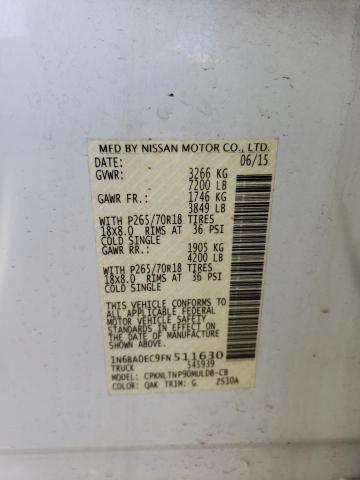 MFD BY NISSAN MOTOR CO., LTD.
DATE: 06/15
GVWR: 3266 KG
7200 LB
GAWR FR.: 1746 KG
3849 LB
WITH P265/70R18 TIRES
18x8.0 RIMS AT 36 PSI
COLD SINGLE
GAWR RR.: 1905 KG
4200 LB
WITH P265/70R18 TIRES
18x8.0 RIMS AT 36 PSI
COLD SINGLE
THIS VEHICLE CONFORMS TO
ALL APPLICABLE FEDERAL
MOTOR VEHICLE SAFETY
STANDARDS IN EFFECT ON
THE DATE OF MANUFACTURE
SHOWN ABOVE
1N6BA0EC9FN511630
TRUCK 545939
MODEL: CPKNLTNP90MULDB-CB
COLOR: QAK TRIM: G ZS10A